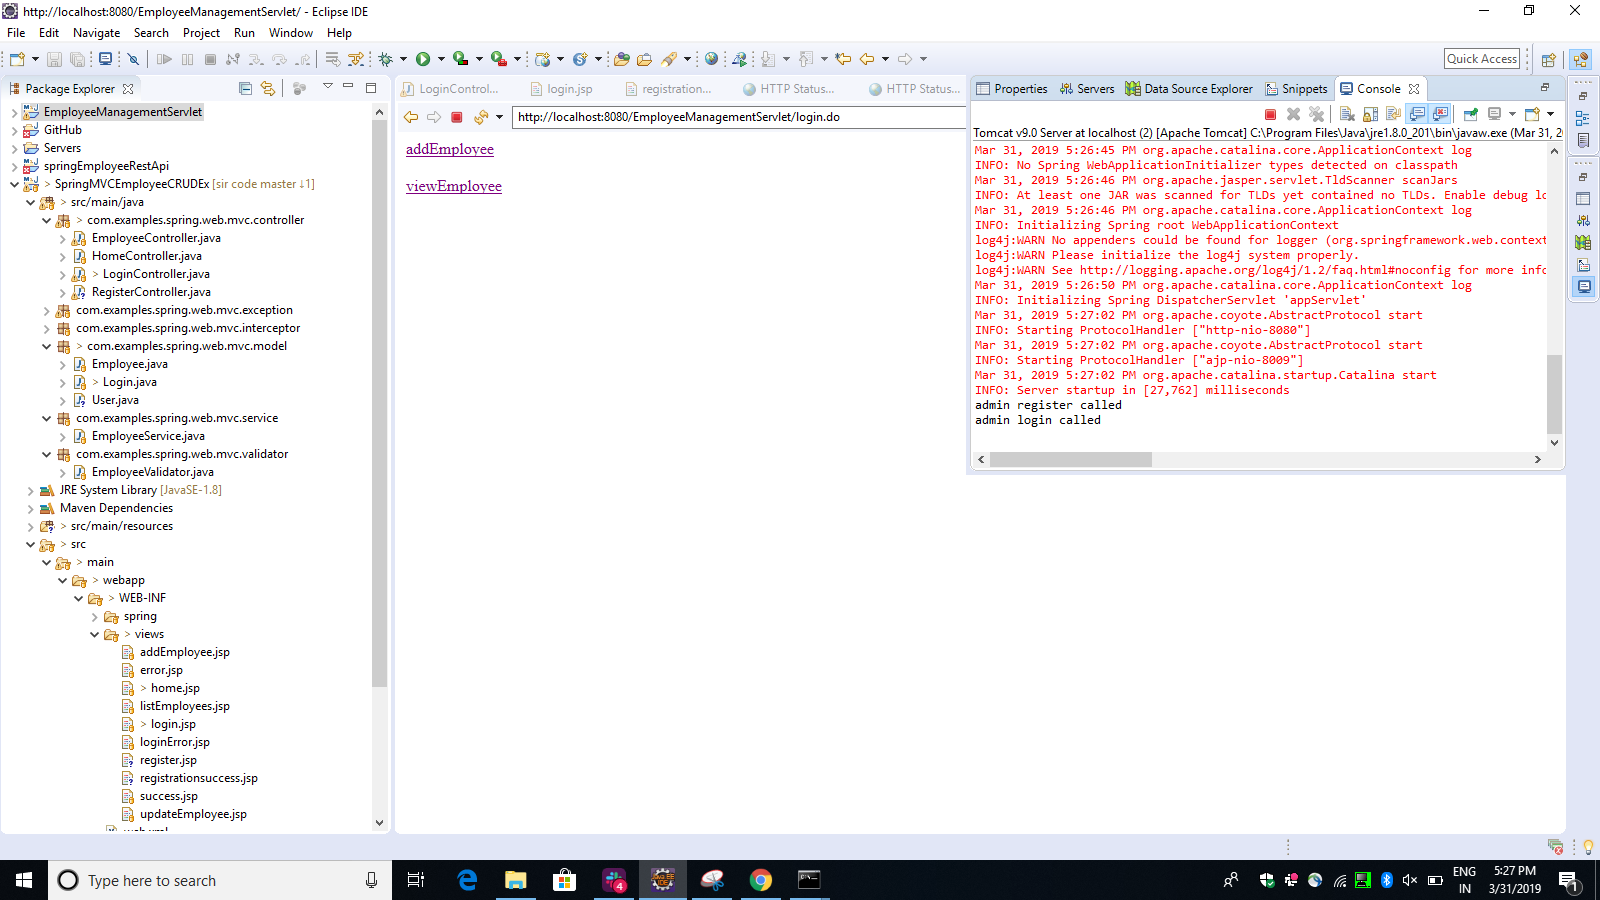 http://localhost:8080/EmployeeManagementServlet/ - Eclipse IDE
File Edit Navigate Search Project Run Window Help
Quick Access
Package Explorer
EmployeeManagementServlet
GitHub
Servers
springEmployeeRestApi
> SpringMVCEmployeeCRUDEx [sir code master ↓1]
> src/main/java
> com.examples.spring.web.mvc.controller
EmployeeController.java
HomeController.java
> LoginController.java
RegisterController.java
com.examples.spring.web.mvc.exception
com.examples.spring.web.mvc.interceptor
> com.examples.spring.web.mvc.model
Employee.java
> Login.java
User.java
com.examples.spring.web.mvc.service
EmployeeService.java
com.examples.spring.web.mvc.validator
EmployeeValidator.java
JRE System Library [JavaSE-1.8]
Maven Dependencies
> src/main/resources
> src
> main
> webapp
> WEB-INF
spring
> views
addEmployee.jsp
error.jsp
> home.jsp
listEmployees.jsp
> login.jsp
loginError.jsp
register.jsp
registrationsuccess.jsp
success.jsp
updateEmployee.jsp
LoginControl... login.jsp registration... HTTP Status... HTTP Status...
http://localhost:8080/EmployeeManagementServlet/login.do
addEmployee
viewEmployee
Properties Servers Data Source Explorer Snippets Console
Tomcat v9.0 Server at localhost (2) [Apache Tomcat] C:\Program Files\Java\jre1.8.0_201\bin\javaw.exe (Mar 31, 2
Mar 31, 2019 5:26:45 PM org.apache.catalina.core.ApplicationContext log
INFO: No Spring WebApplicationInitializer types detected on classpath
Mar 31, 2019 5:26:46 PM org.apache.jasper.servlet.TldScanner scanJars
INFO: At least one JAR was scanned for TLDs yet contained no TLDs. Enable debug lo
Mar 31, 2019 5:26:46 PM org.apache.catalina.core.ApplicationContext log
INFO: Initializing Spring root WebApplicationContext
log4j:WARN No appenders could be found for logger (org.springframework.web.context
log4j:WARN Please initialize the log4j system properly.
log4j:WARN See http://logging.apache.org/log4j/1.2/faq.html#noconfig for more info
Mar 31, 2019 5:26:50 PM org.apache.catalina.core.ApplicationContext log
INFO: Initializing Spring DispatcherServlet 'appServlet'
Mar 31, 2019 5:27:02 PM org.apache.coyote.AbstractProtocol start
INFO: Starting ProtocolHandler ["http-nio-8080"]
Mar 31, 2019 5:27:02 PM org.apache.coyote.AbstractProtocol start
INFO: Starting ProtocolHandler ["ajp-nio-8009"]
Mar 31, 2019 5:27:02 PM org.apache.catalina.startup.Catalina start
INFO: Server startup in [27,762] milliseconds
admin register called
admin login called
Type here to search
4
ENG
IN
5:27 PM
3/31/2019
1